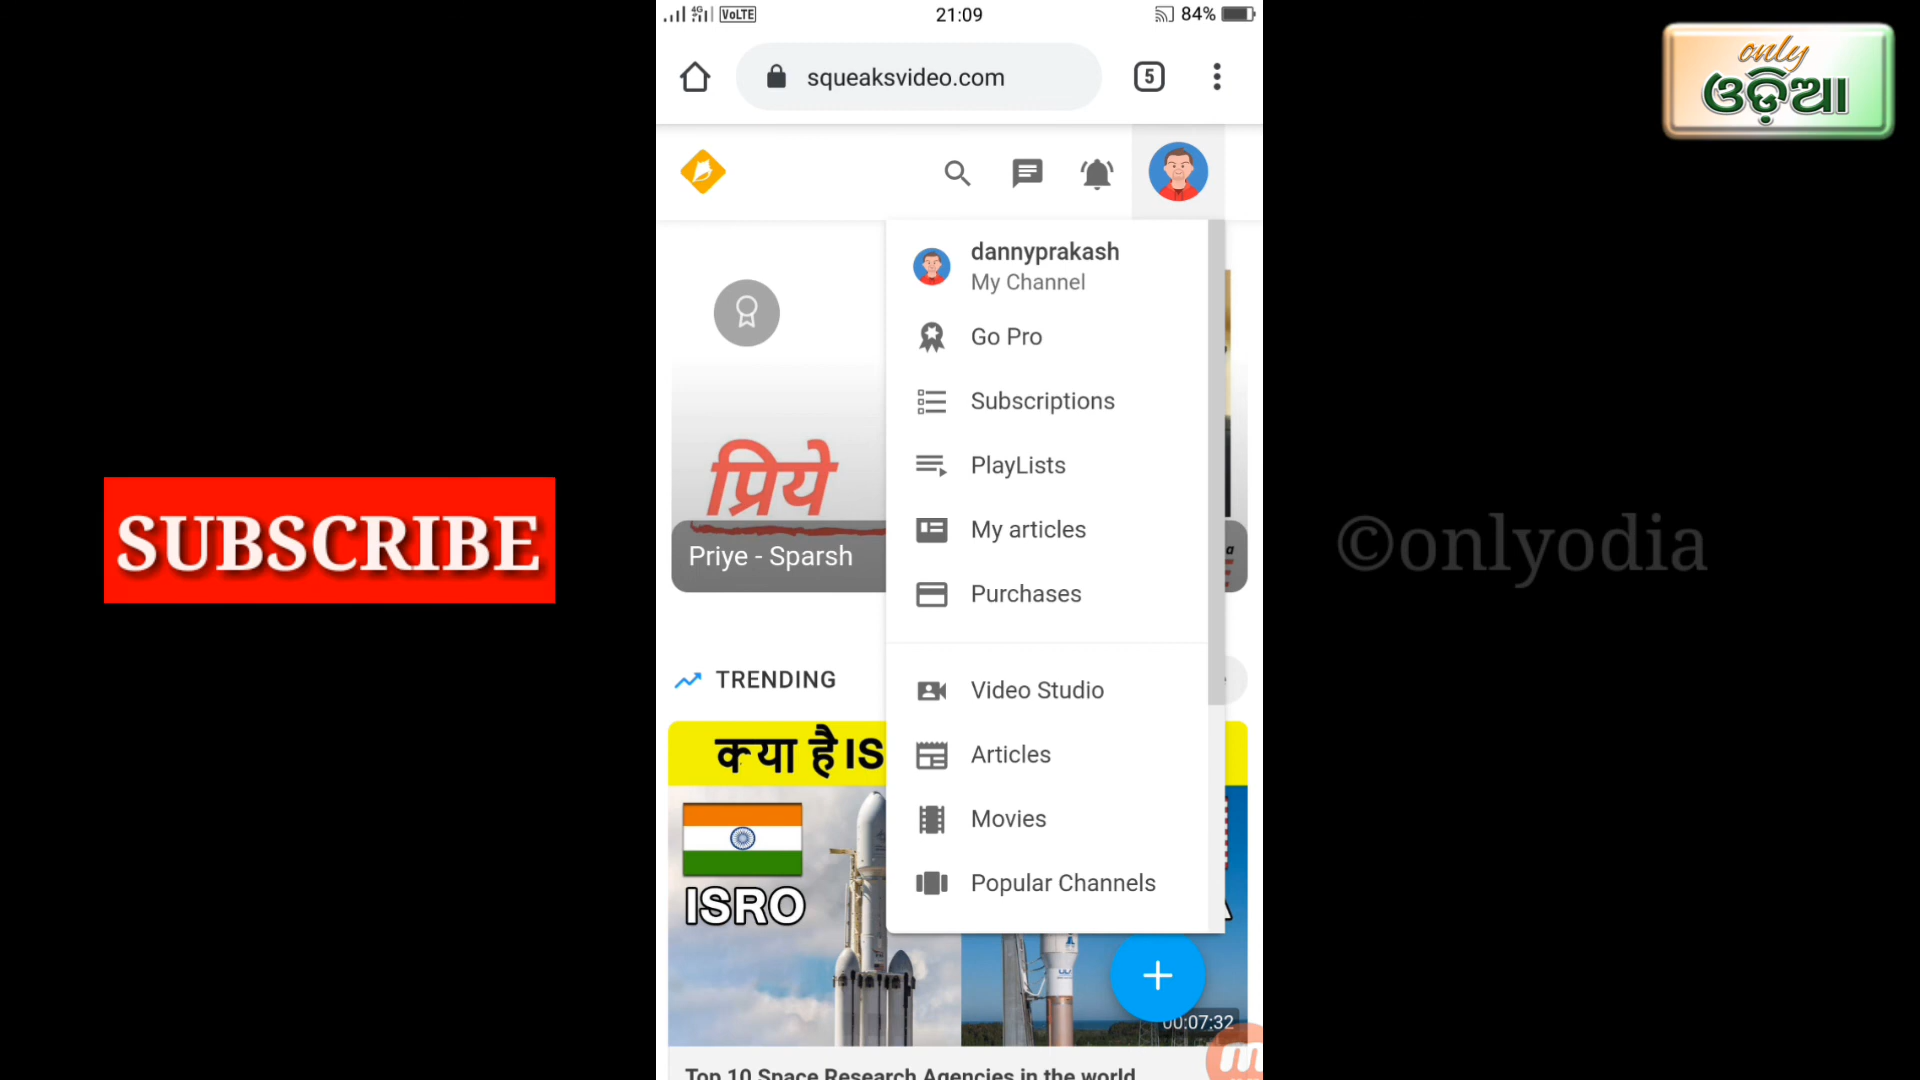 4G
VoLTE
21:09
84%
squeaksvideo.com
5
only
ଓଡ଼ିଆ
dannyprakash
My Channel
Go Pro
Subscriptions
PlayLists
My articles
Purchases
Video Studio
Articles
Movies
Popular Channels
प्रिये
Priye - Sparsh
TRENDING
क्या है IS
ISRO
00:07:32
Top 10 Space Research Agencies in the world
SUBSCRIBE
©onlyodia